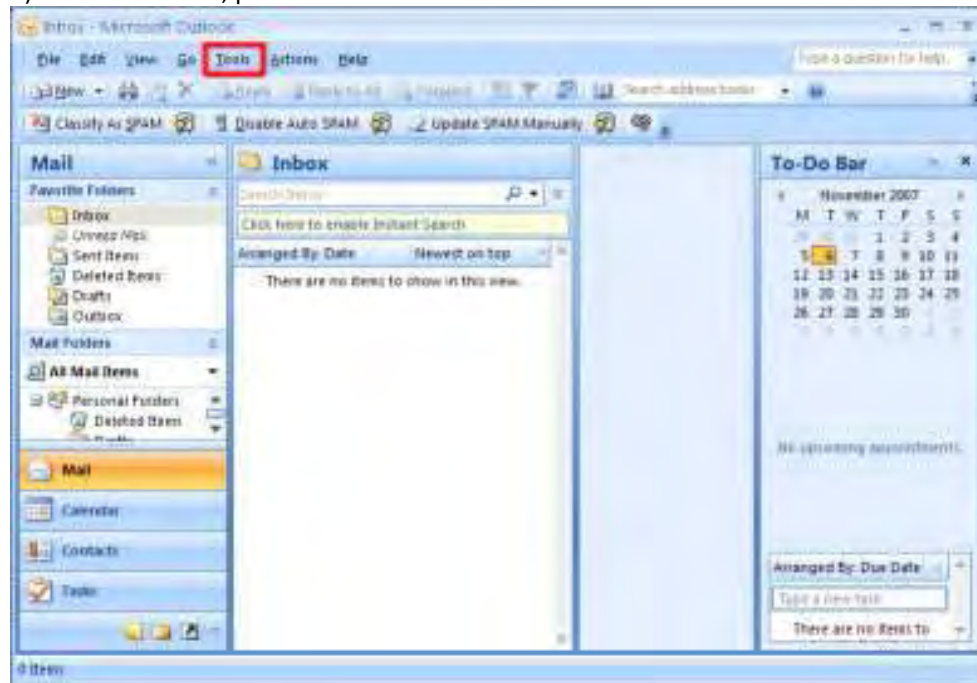 Inbox - Microsoft Outlook
File Edit View Go Tools Actions Help
Type a question for help
New Reply Reply to All Forward Search address books
Classify As SPAM Disable Auto SPAM Update SPAM Manually
Mail
Favorite Folders
Inbox
Unread Mail
Sent Items
Deleted Items
Drafts
Outbox
Mail Folders
All Mail Items
Personal Folders
Deleted Items
Drafts
Mail
Calendar
Contacts
Tasks
Inbox
Search Inbox
Click here to enable Instant Search
Arranged By: Date Newest on top
There are no items to show in this view.
To-Do Bar
November 2007
M T W T F S S
1 2 3 4
5 6 7 8 9 10 11
12 13 14 15 16 17 18
19 20 21 22 23 24 25
26 27 28 29 30
No upcoming appointments.
Arranged By: Due Date
Type a new task
There are no items to
0 Items